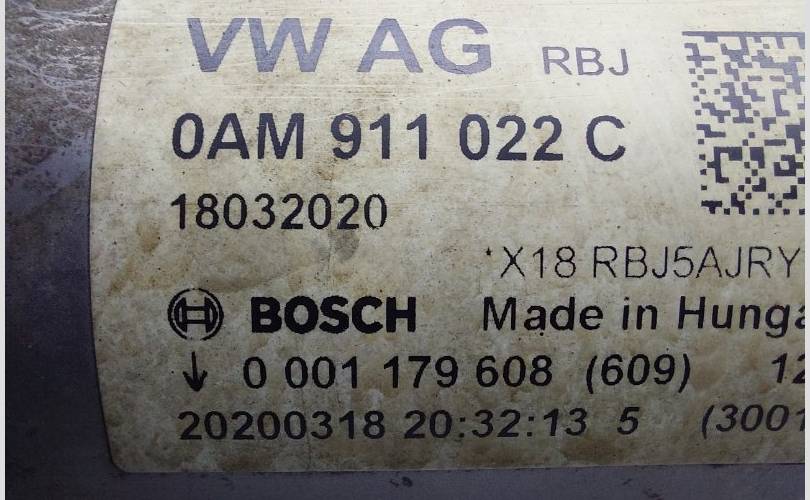 VW AG RBJ
0AM 911 022 C
18032020
*X18 RBJ5AJRY
BOSCH Made in Hunga
↓ 0 001 179 608 (609) 12
20200318 20:32:13 5 (3001